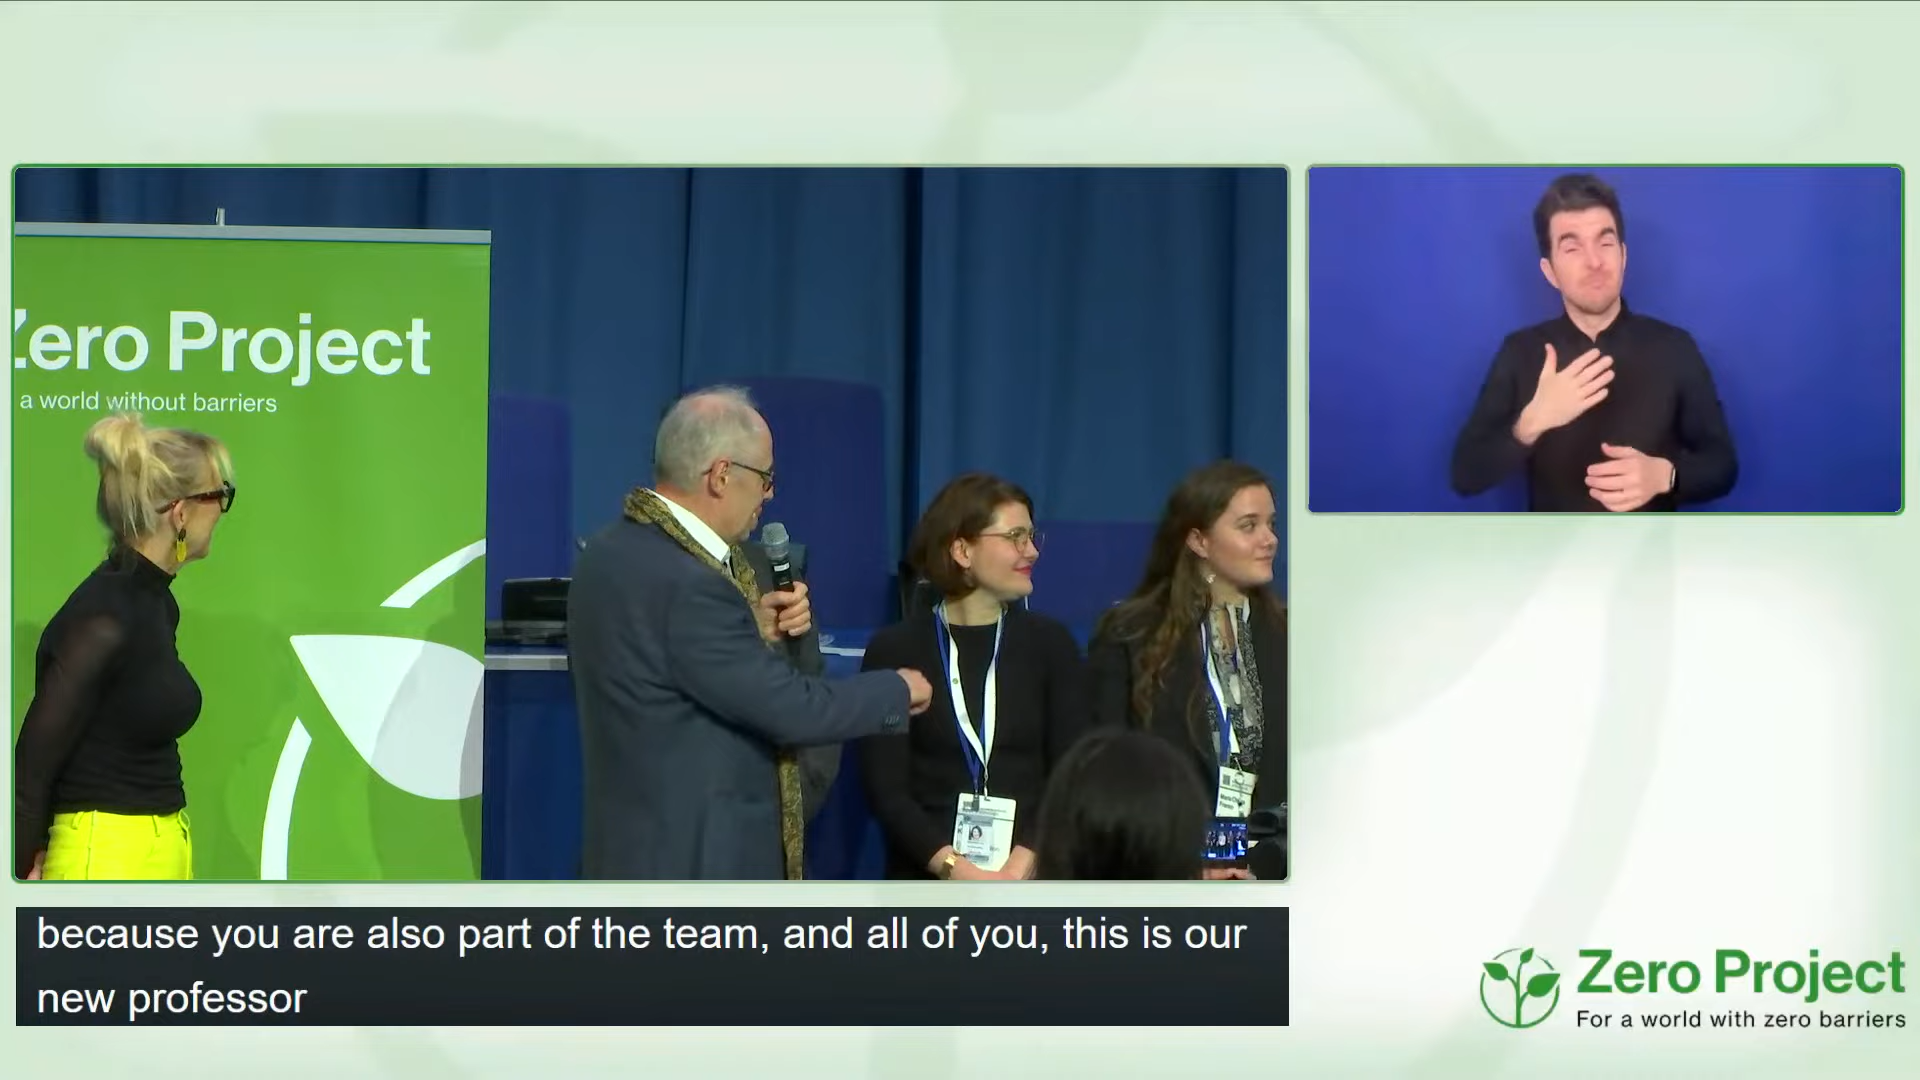 Zero Project
a world without barriers
because you are also part of the team, and all of you, this is our
new professor
Zero Project
For a world with zero barriers